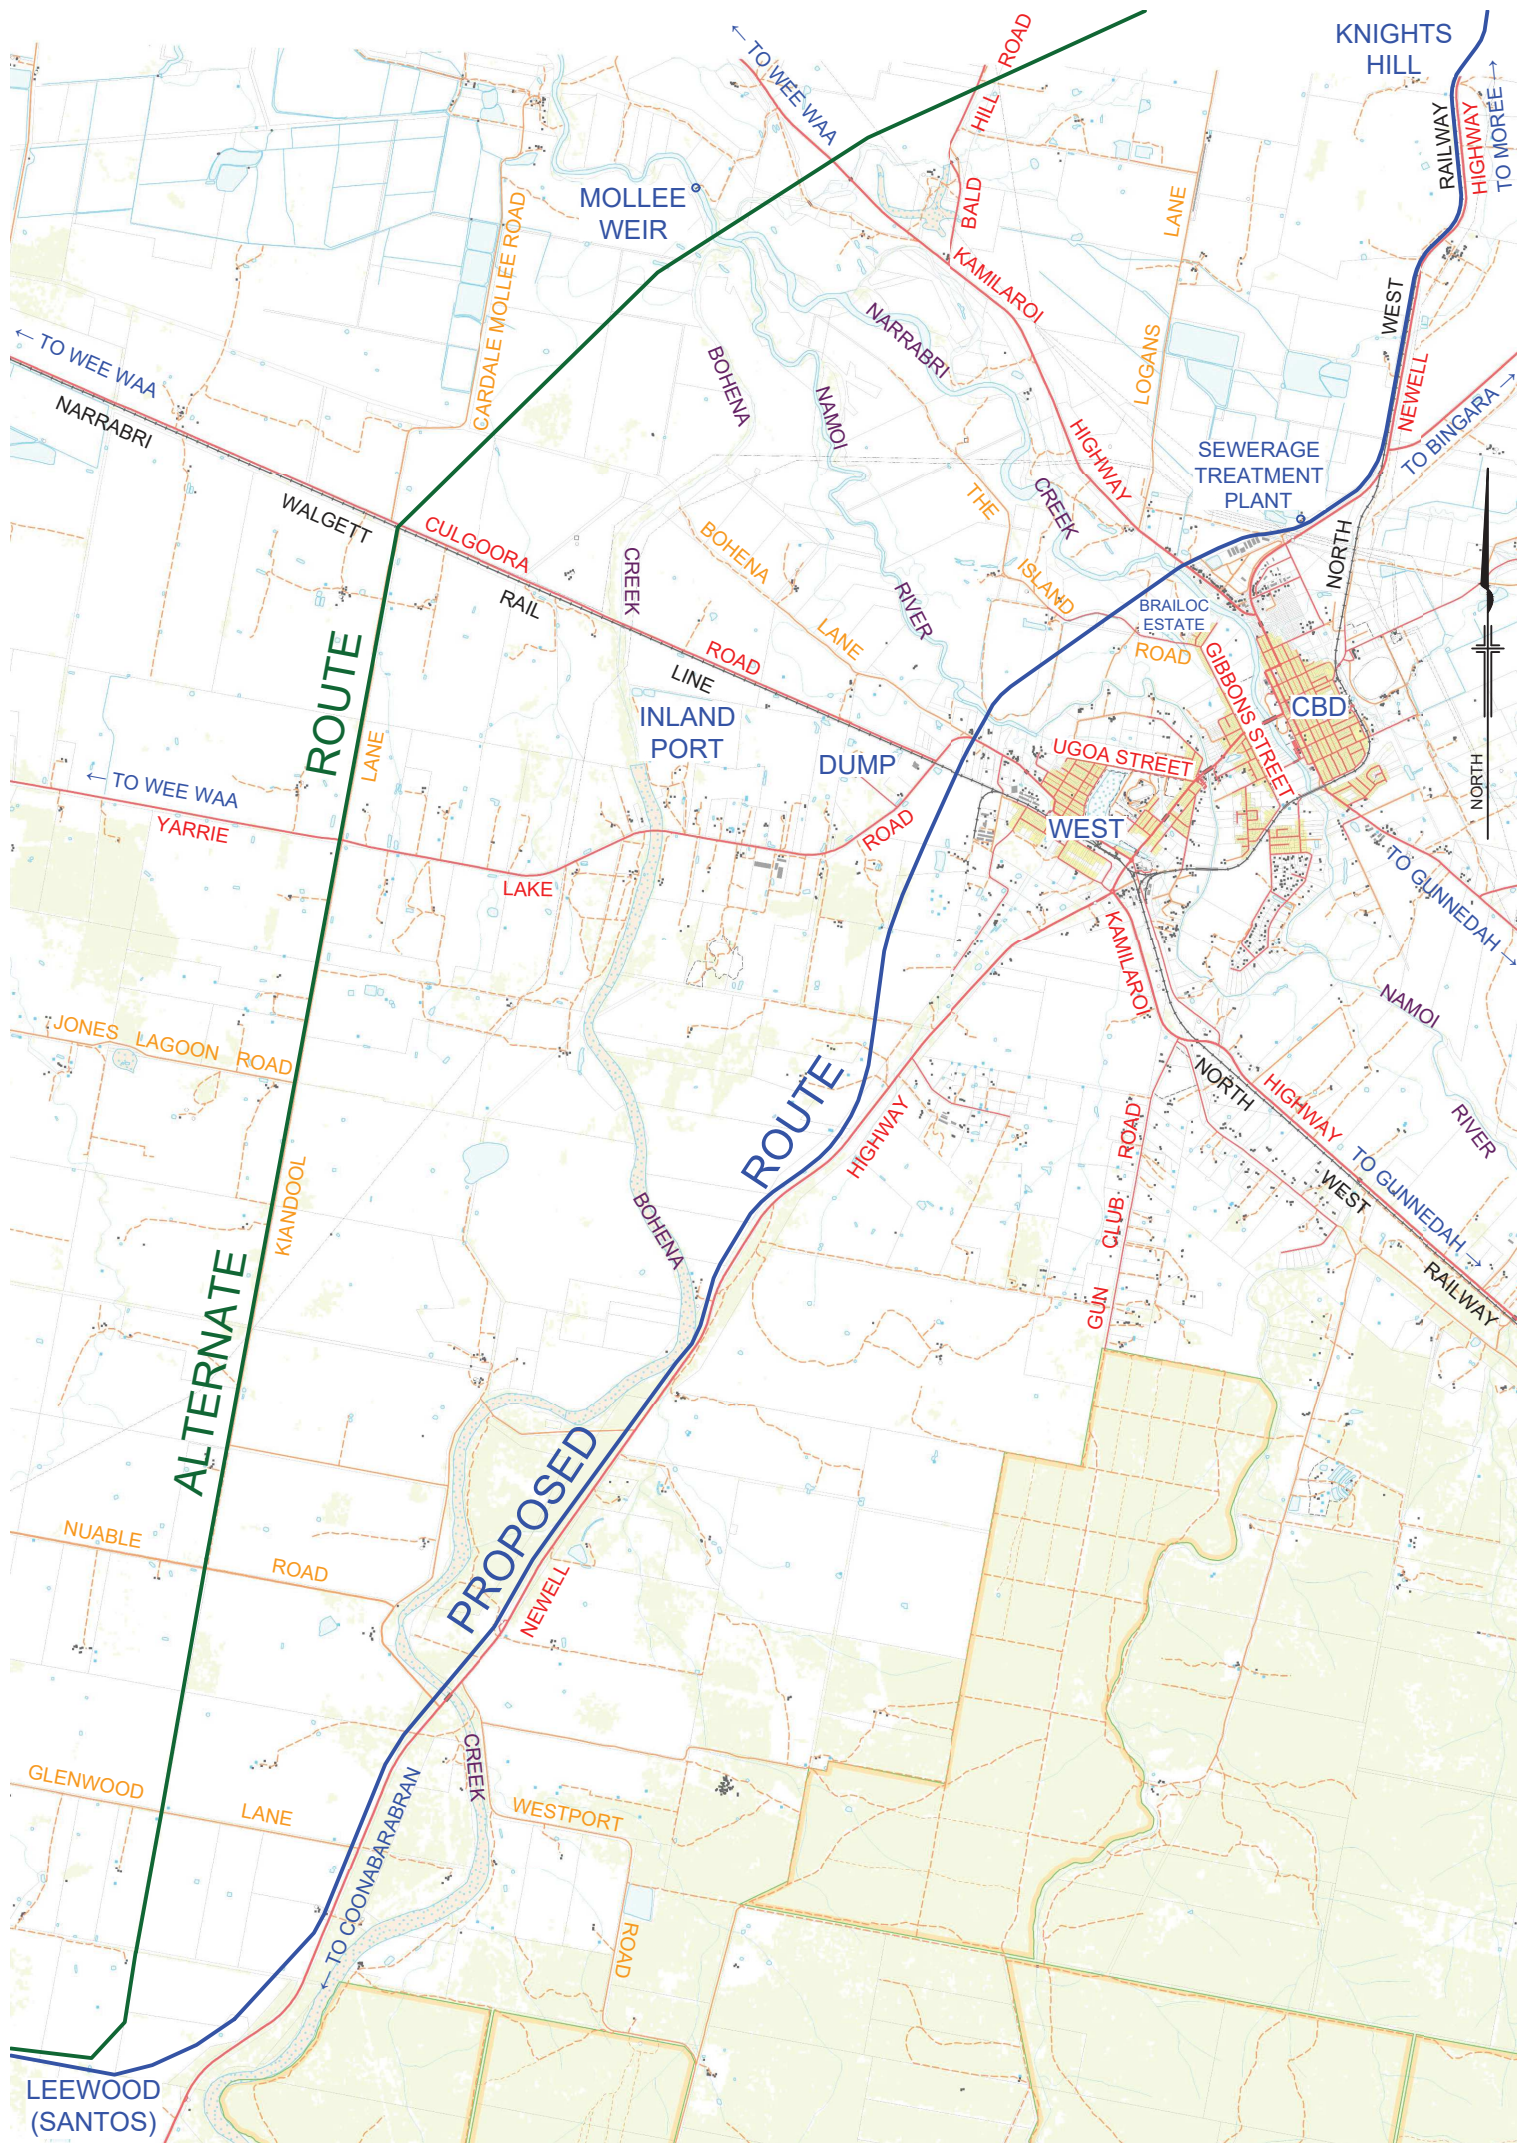 KNIGHTS
HILL
← TO WEE WAA
HILL ROAD
BALD
RAILWAY
HIGHWAY
TO MOREE →
MOLLEE
WEIR
CARDALE MOLLEE ROAD
LANE
LOGANS
KAMILAROI
HIGHWAY
WEST
NEWELL
TO BINGARA →
← TO WEE WAA
NARRABRI
WALGETT
RAIL
LINE
CULGOORA
ROAD
BOHENA
CREEK
NAMOI
RIVER
NARRABRI
CREEK
SEWERAGE
TREATMENT
PLANT
NORTH
THE
ISLAND
ROAD
BOHENA
LANE
BRAILOC
ESTATE
GIBBONS STREET
CBD
UGOA STREET
WEST
NORTH
INLAND
PORT
DUMP
ROUTE
LANE
← TO WEE WAA
YARRIE
LAKE
ROAD
TO GUNNEDAH →
KAMILAROI
NAMOI
RIVER
JONES LAGOON ROAD
KIANDOOL
NORTH
WEST
RAILWAY
HIGHWAY
TO GUNNEDAH →
GUN CLUB ROAD
ROUTE
HIGHWAY
BOHENA
ALTERNATE
PROPOSED
NEWELL
NUABLE
ROAD
GLENWOOD
LANE
CREEK
← TO COONABARABRAN
WESTPORT
ROAD
LEEWOOD
(SANTOS)